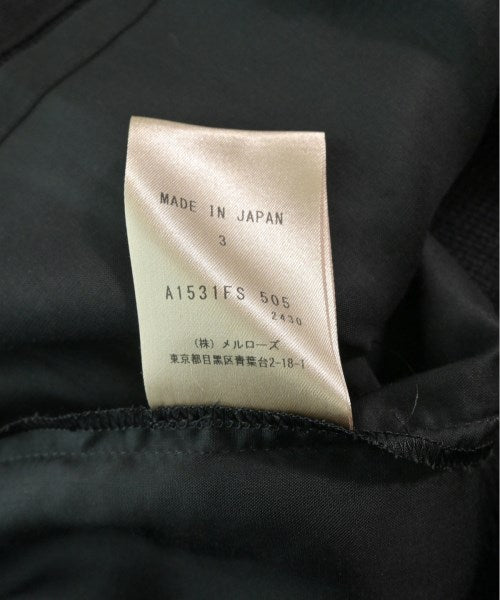 MADE IN JAPAN
3
A1531FS 505
2430
(株) メルローズ
東京都目黒区青葉台2-18-1